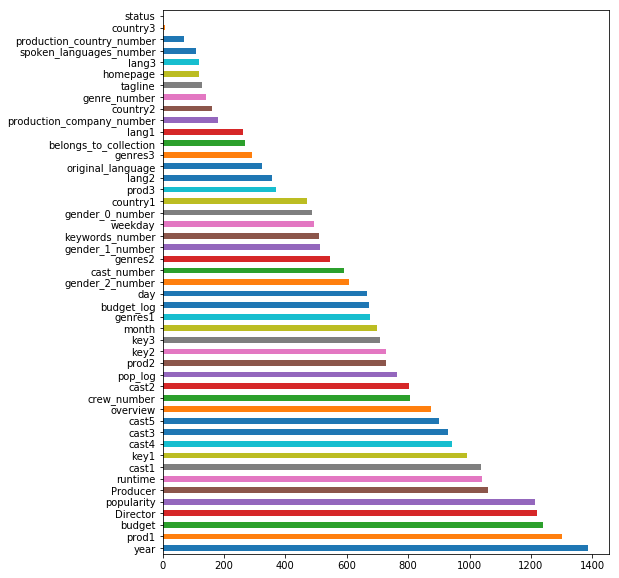 status
country3
production_country_number
spoken_languages_number
lang3
homepage
tagline
genre_number
country2
production_company_number
lang1
belongs_to_collection
genres3
original_language
lang2
prod3
country1
gender_0_number
weekday
keywords_number
gender_1_number
genres2
cast_number
gender_2_number
day
budget_log
genres1
month
key3
key2
prod2
pop_log
cast2
crew_number
overview
cast5
cast3
cast4
key1
cast1
runtime
Producer
popularity
Director
budget
prod1
year
0 200 400 600 800 1000 1200 1400